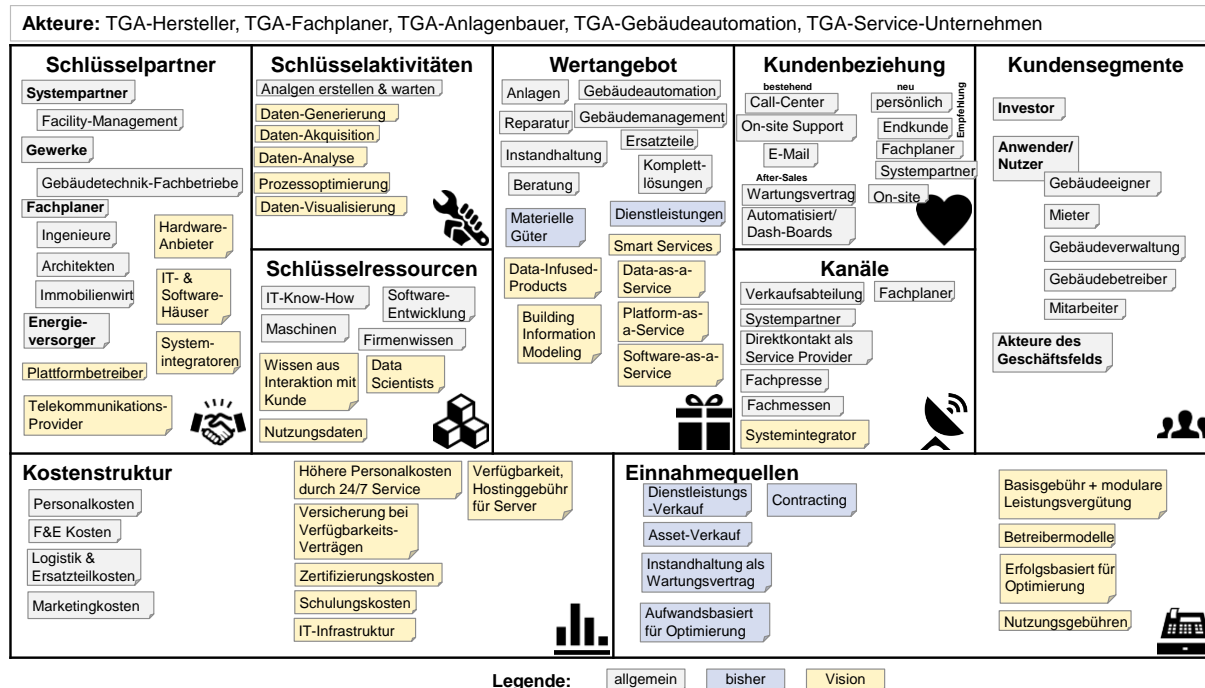 Akteure: TGA-Hersteller, TGA-Fachplaner, TGA-Anlagenbauer, TGA-Gebäudeautomation, TGA-Service-Unternehmen
Schlüsselpartner
Systempartner
Facility-Management
Gewerke
Gebäudetechnik-Fachbetriebe
Fachplaner
Ingenieure
Architekten
Immobilienwirt
Energie-
versorger
Plattformbetreiber
Telekommunikations-
Provider
Hardware-
Anbieter
IT- &
Software-
Häuser
System-
integratoren
Schlüsselaktivitäten
Analgen erstellen & warten
Daten-Generierung
Daten-Akquisition
Daten-Analyse
Prozessoptimierung
Daten-Visualisierung
Schlüsselressourcen
IT-Know-How
Software-
Entwicklung
Maschinen
Firmenwissen
Wissen aus
Interaktion mit
Kunde
Data
Scientists
Nutzungsdaten
Wertangebot
Anlagen
Gebäudeautomation
Reparatur
Gebäudemanagement
Ersatzteile
Instandhaltung
Komplett-
lösungen
Beratung
Materielle
Güter
Dienstleistungen
Smart Services
Data-Infused-
Products
Data-as-a-
Service
Building
Information
Modeling
Platform-as-
a-Service
Software-as-a-
Service
Kundenbeziehung
bestehend
Call-Center
On-site Support
E-Mail
After-Sales
Wartungsvertrag
Automatisiert/
Dash-Boards
neu
persönlich
Endkunde
Fachplaner
Systempartner
On-site
Empfehlung
Kanäle
Verkaufsabteilung
Fachplaner
Systempartner
Direktkontakt als
Service Provider
Fachpresse
Fachmessen
Systemintegrator
Kundensegmente
Investor
Anwender/
Nutzer
Gebäudeeigner
Mieter
Gebäudeverwaltung
Gebäudebetreiber
Mitarbeiter
Akteure des
Geschäftsfelds
Kostenstruktur
Personalkosten
F&E Kosten
Logistik &
Ersatzteilkosten
Marketingkosten
Höhere Personalkosten
durch 24/7 Service
Versicherung bei
Verfügbarkeits-
Verträgen
Zertifizierungskosten
Schulungskosten
IT-Infrastruktur
Verfügbarkeit,
Hostinggebühr
für Server
Einnahmequellen
Dienstleistungs
-Verkauf
Contracting
Asset-Verkauf
Instandhaltung als
Wartungsvertrag
Aufwandsbasiert
für Optimierung
Basisgebühr + modulare
Leistungsvergütung
Betreibermodelle
Erfolgsbasiert für
Optimierung
Nutzungsgebühren
Legende: allgemein bisher Vision